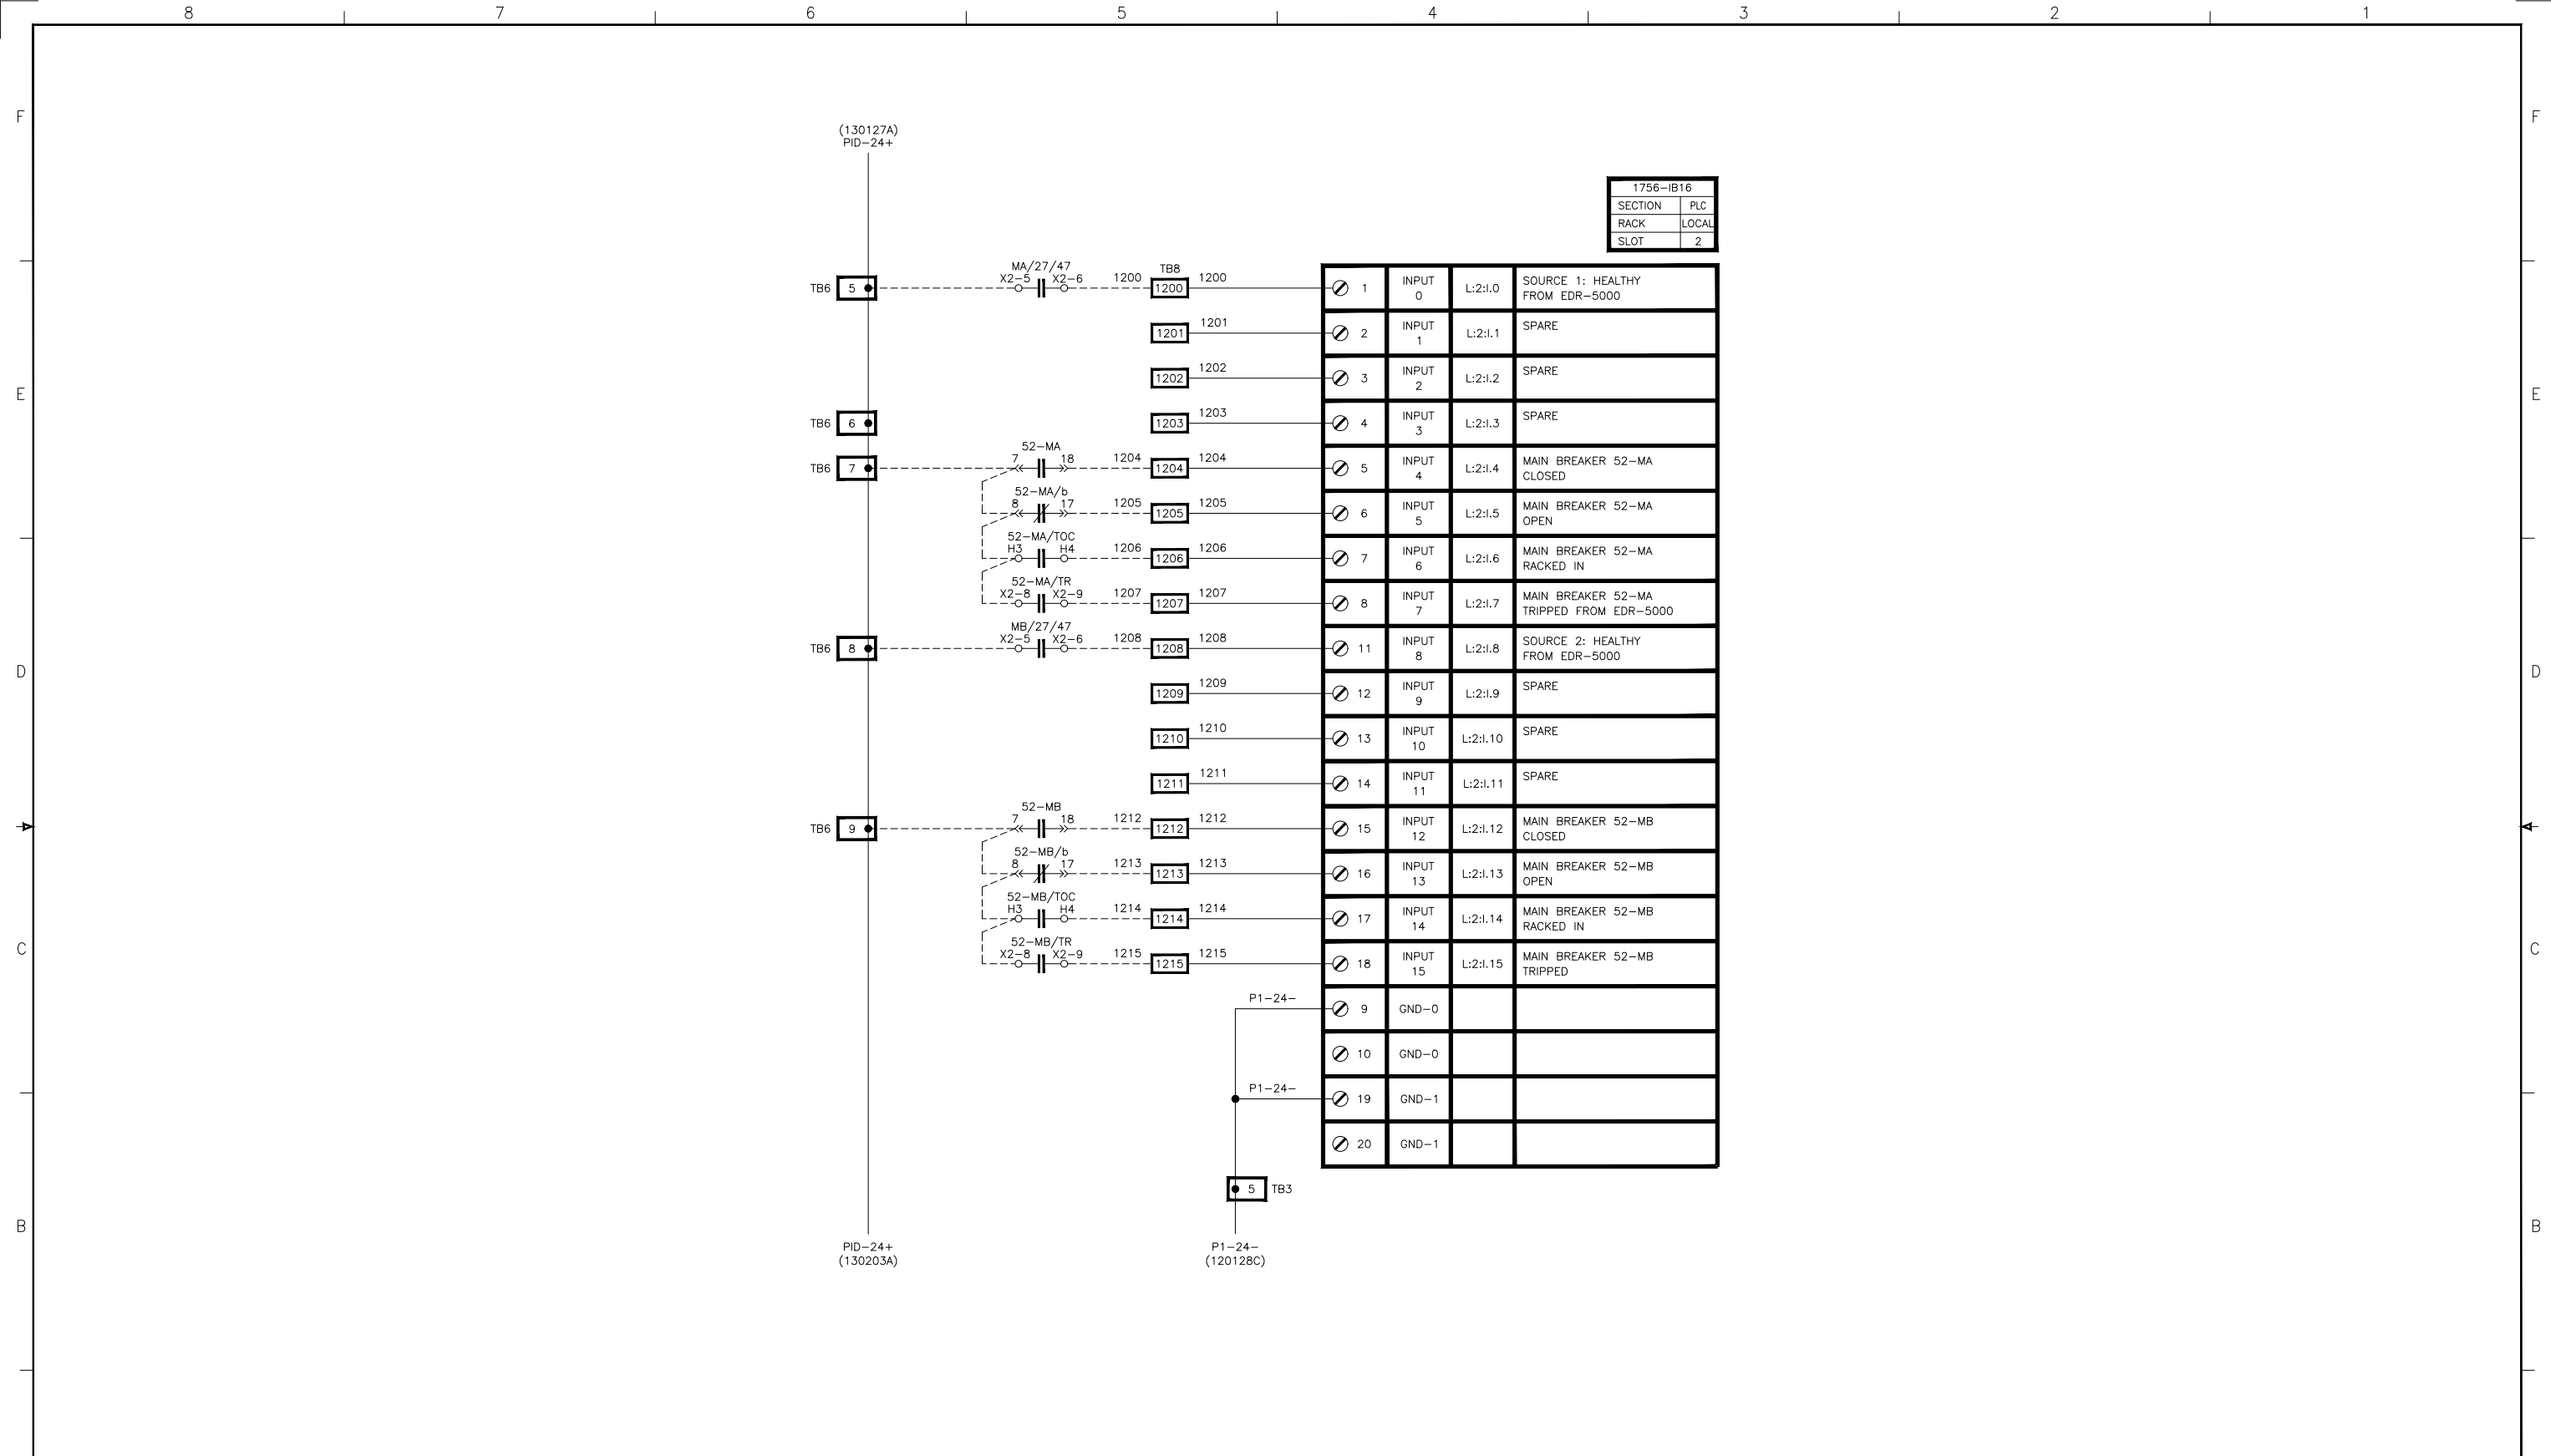 8 7 6 5 4 3 2 1
F F
(130127A)
PID-24+
1756-IB16
SECTION PLC
RACK LOCAL
SLOT 2
MA/27/47 TB8
TB6 5 X2-5 X2-6 1200 1200 1200 1 INPUT 0 L:2:I.0 SOURCE 1: HEALTHY
FROM EDR-5000
1201 1201 2 INPUT 1 L:2:I.1 SPARE
1202 1202 3 INPUT 2 L:2:I.2 SPARE
E E
TB6 6 1203 1203 4 INPUT 3 L:2:I.3 SPARE
52-MA
TB6 7 7 18 1204 1204 1204 5 INPUT 4 L:2:I.4 MAIN BREAKER 52-MA
CLOSED
52-MA/b
8 17 1205 1205 1205 6 INPUT 5 L:2:I.5 MAIN BREAKER 52-MA
OPEN
52-MA/TOC
H3 H4 1206 1206 1206 7 INPUT 6 L:2:I.6 MAIN BREAKER 52-MA
RACKED IN
52-MA/TR
X2-8 X2-9 1207 1207 1207 8 INPUT 7 L:2:I.7 MAIN BREAKER 52-MA
TRIPPED FROM EDR-5000
MB/27/47
TB6 8 X2-5 X2-6 1208 1208 1208 11 INPUT 8 L:2:I.8 SOURCE 2: HEALTHY
FROM EDR-5000
D D
1209 1209 12 INPUT 9 L:2:I.9 SPARE
1210 1210 13 INPUT 10 L:2:I.10 SPARE
1211 1211 14 INPUT 11 L:2:I.11 SPARE
52-MB
TB6 9 7 18 1212 1212 1212 15 INPUT 12 L:2:I.12 MAIN BREAKER 52-MB
CLOSED
52-MB/b
8 17 1213 1213 1213 16 INPUT 13 L:2:I.13 MAIN BREAKER 52-MB
OPEN
52-MB/TOC
H3 H4 1214 1214 1214 17 INPUT 14 L:2:I.14 MAIN BREAKER 52-MB
RACKED IN
C C
52-MB/TR
X2-8 X2-9 1215 1215 1215 18 INPUT 15 L:2:I.15 MAIN BREAKER 52-MB
TRIPPED
P1-24- 9 GND-0
10 GND-0
P1-24- 19 GND-1
20 GND-1
5 TB3
B B
PID-24+ P1-24-
(130203A) (120128C)